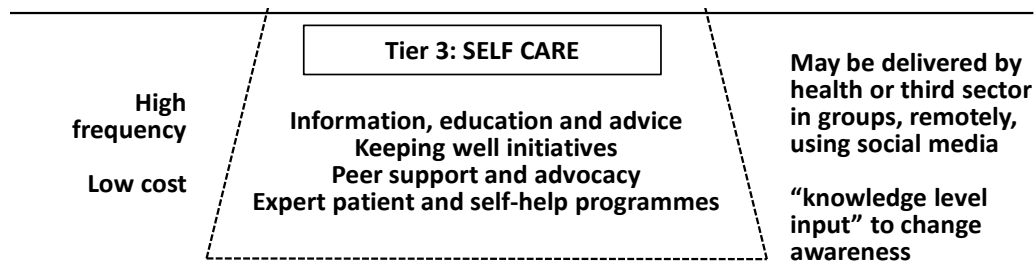 Tier 3: SELF CARE
High
frequency
Low cost
Information, education and advice
Keeping well initiatives
Peer support and advocacy
Expert patient and self-help programmes
May be delivered by
health or third sector
in groups, remotely,
using social media
“knowledge level
input” to change
awareness